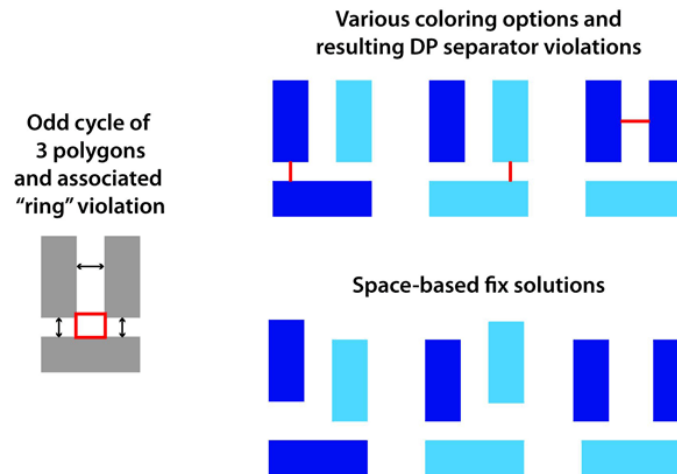 Various coloring options and
resulting DP separator violations
Odd cycle of
3 polygons
and associated
“ring” violation
Space-based fix solutions